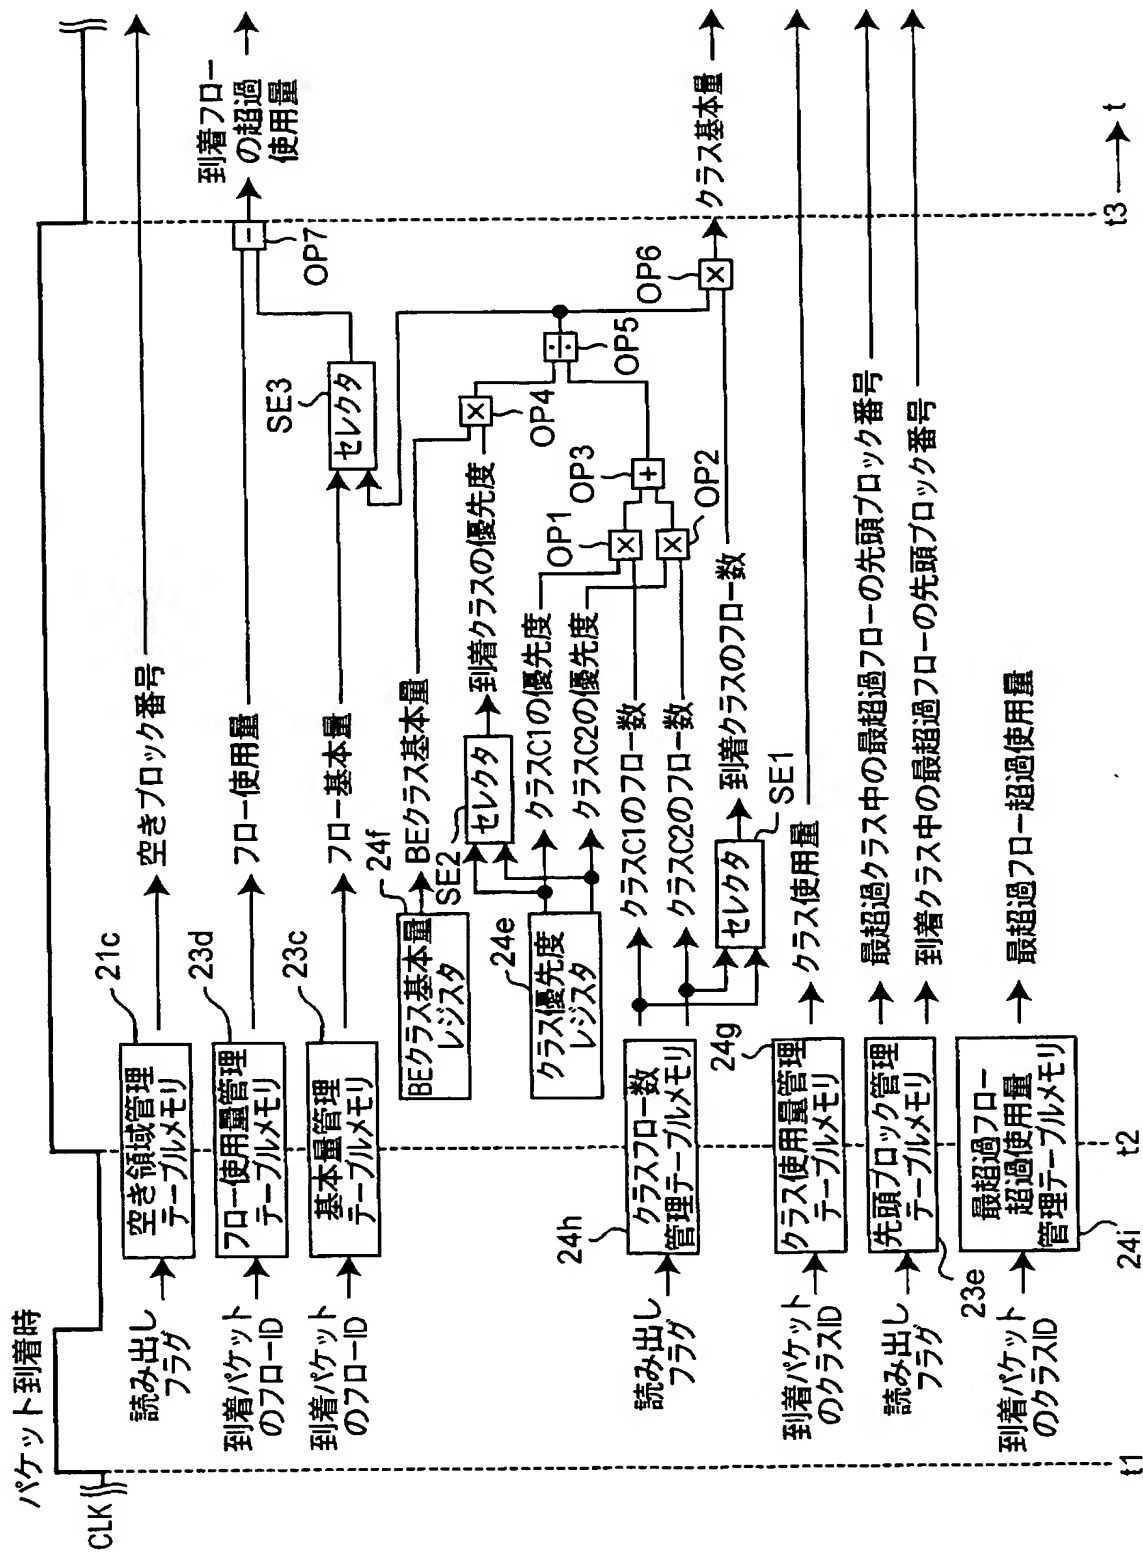 パケット到着時
CLK
読み出し
フラグ
空き領域管理
テーブルメモリ
21c
空きブロック番号
到着パケット
のフローID
フロー使用量管理
テーブルメモリ
23d
フロー使用量
到着パケット
のフローID
基本量管理
テーブルメモリ
23c
フロー基本量
SE3
セレクタ
－
OP7
到着フロー
の超過
使用量
BEクラス基本量
レジスタ
24f
BEクラス基本量
クラス優先度
レジスタ
24e
SE2
セレクタ
到着クラスの優先度
クラスC1の優先度
クラスC2の優先度
×
OP4
÷
OP5
読み出し
フラグ
24h
クラスフロー数
管理テーブルメモリ
クラスC1のフロー数
クラスC2のフロー数
OP1
×
×
OP2
OP3
+
セレクタ
SE1
到着クラスのフロー数
OP6
×
クラス基本量
到着パケット
のクラスID
クラス使用量管理
テーブルメモリ
24g
クラス使用量
読み出し
フラグ
先頭ブロック管理
テーブルメモリ
23e
最超過クラス中の最超過フローの先頭ブロック番号
到着クラス中の最超過フローの先頭ブロック番号
到着パケット
のクラスID
最超過フロー
超過使用量
管理テーブルメモリ
24i
最超過フロー超過使用量
t1
t2
t3
t